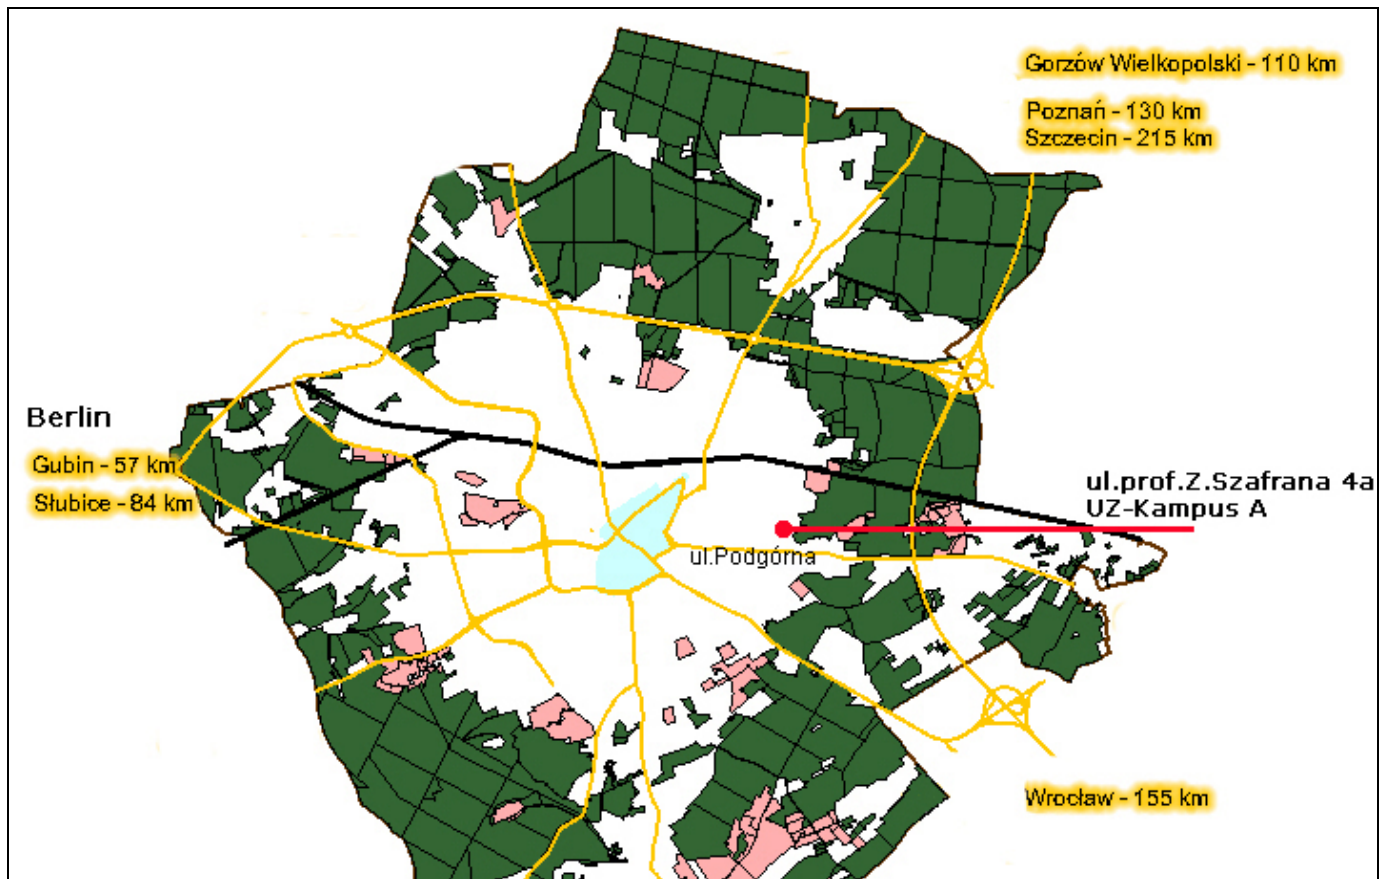 Gorzów Wielkopolski - 110 km
Poznań - 130 km
Szczecin - 215 km
Berlin
Gubin - 57 km
Słubice - 84 km
ul.prof.Z.Szafrana 4a
UZ-Kampus A
ul.Podgórna
Wrocław - 155 km